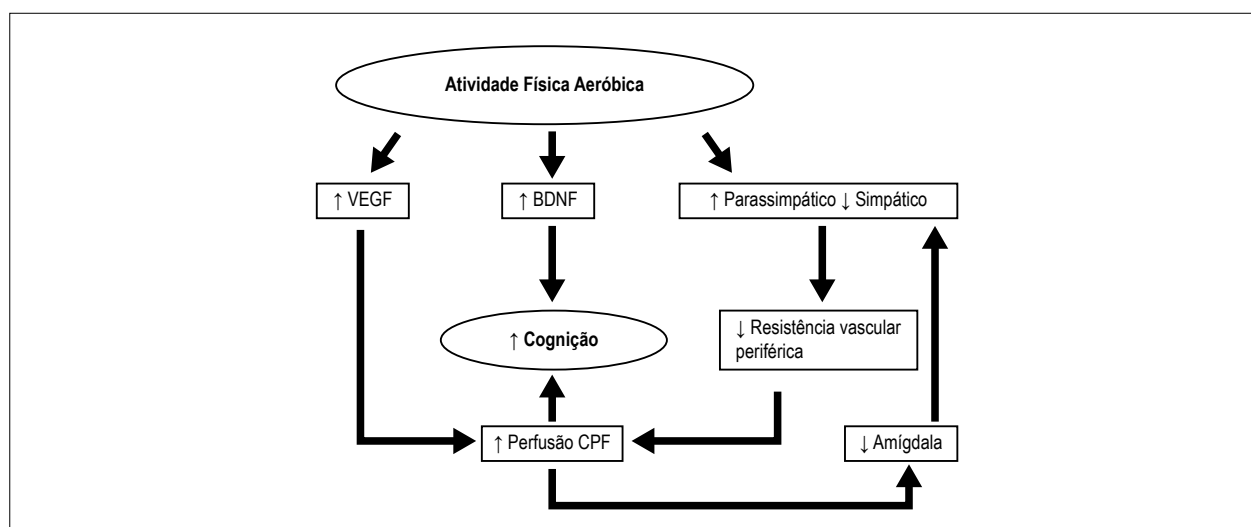 Atividade Física Aeróbica
↑ VEGF
↑ BDNF
↑ Parassimpático ↓ Simpático
↑ Cognição
↓ Resistência vascular
periférica
↑ Perfusão CPF
↓ Amígdala